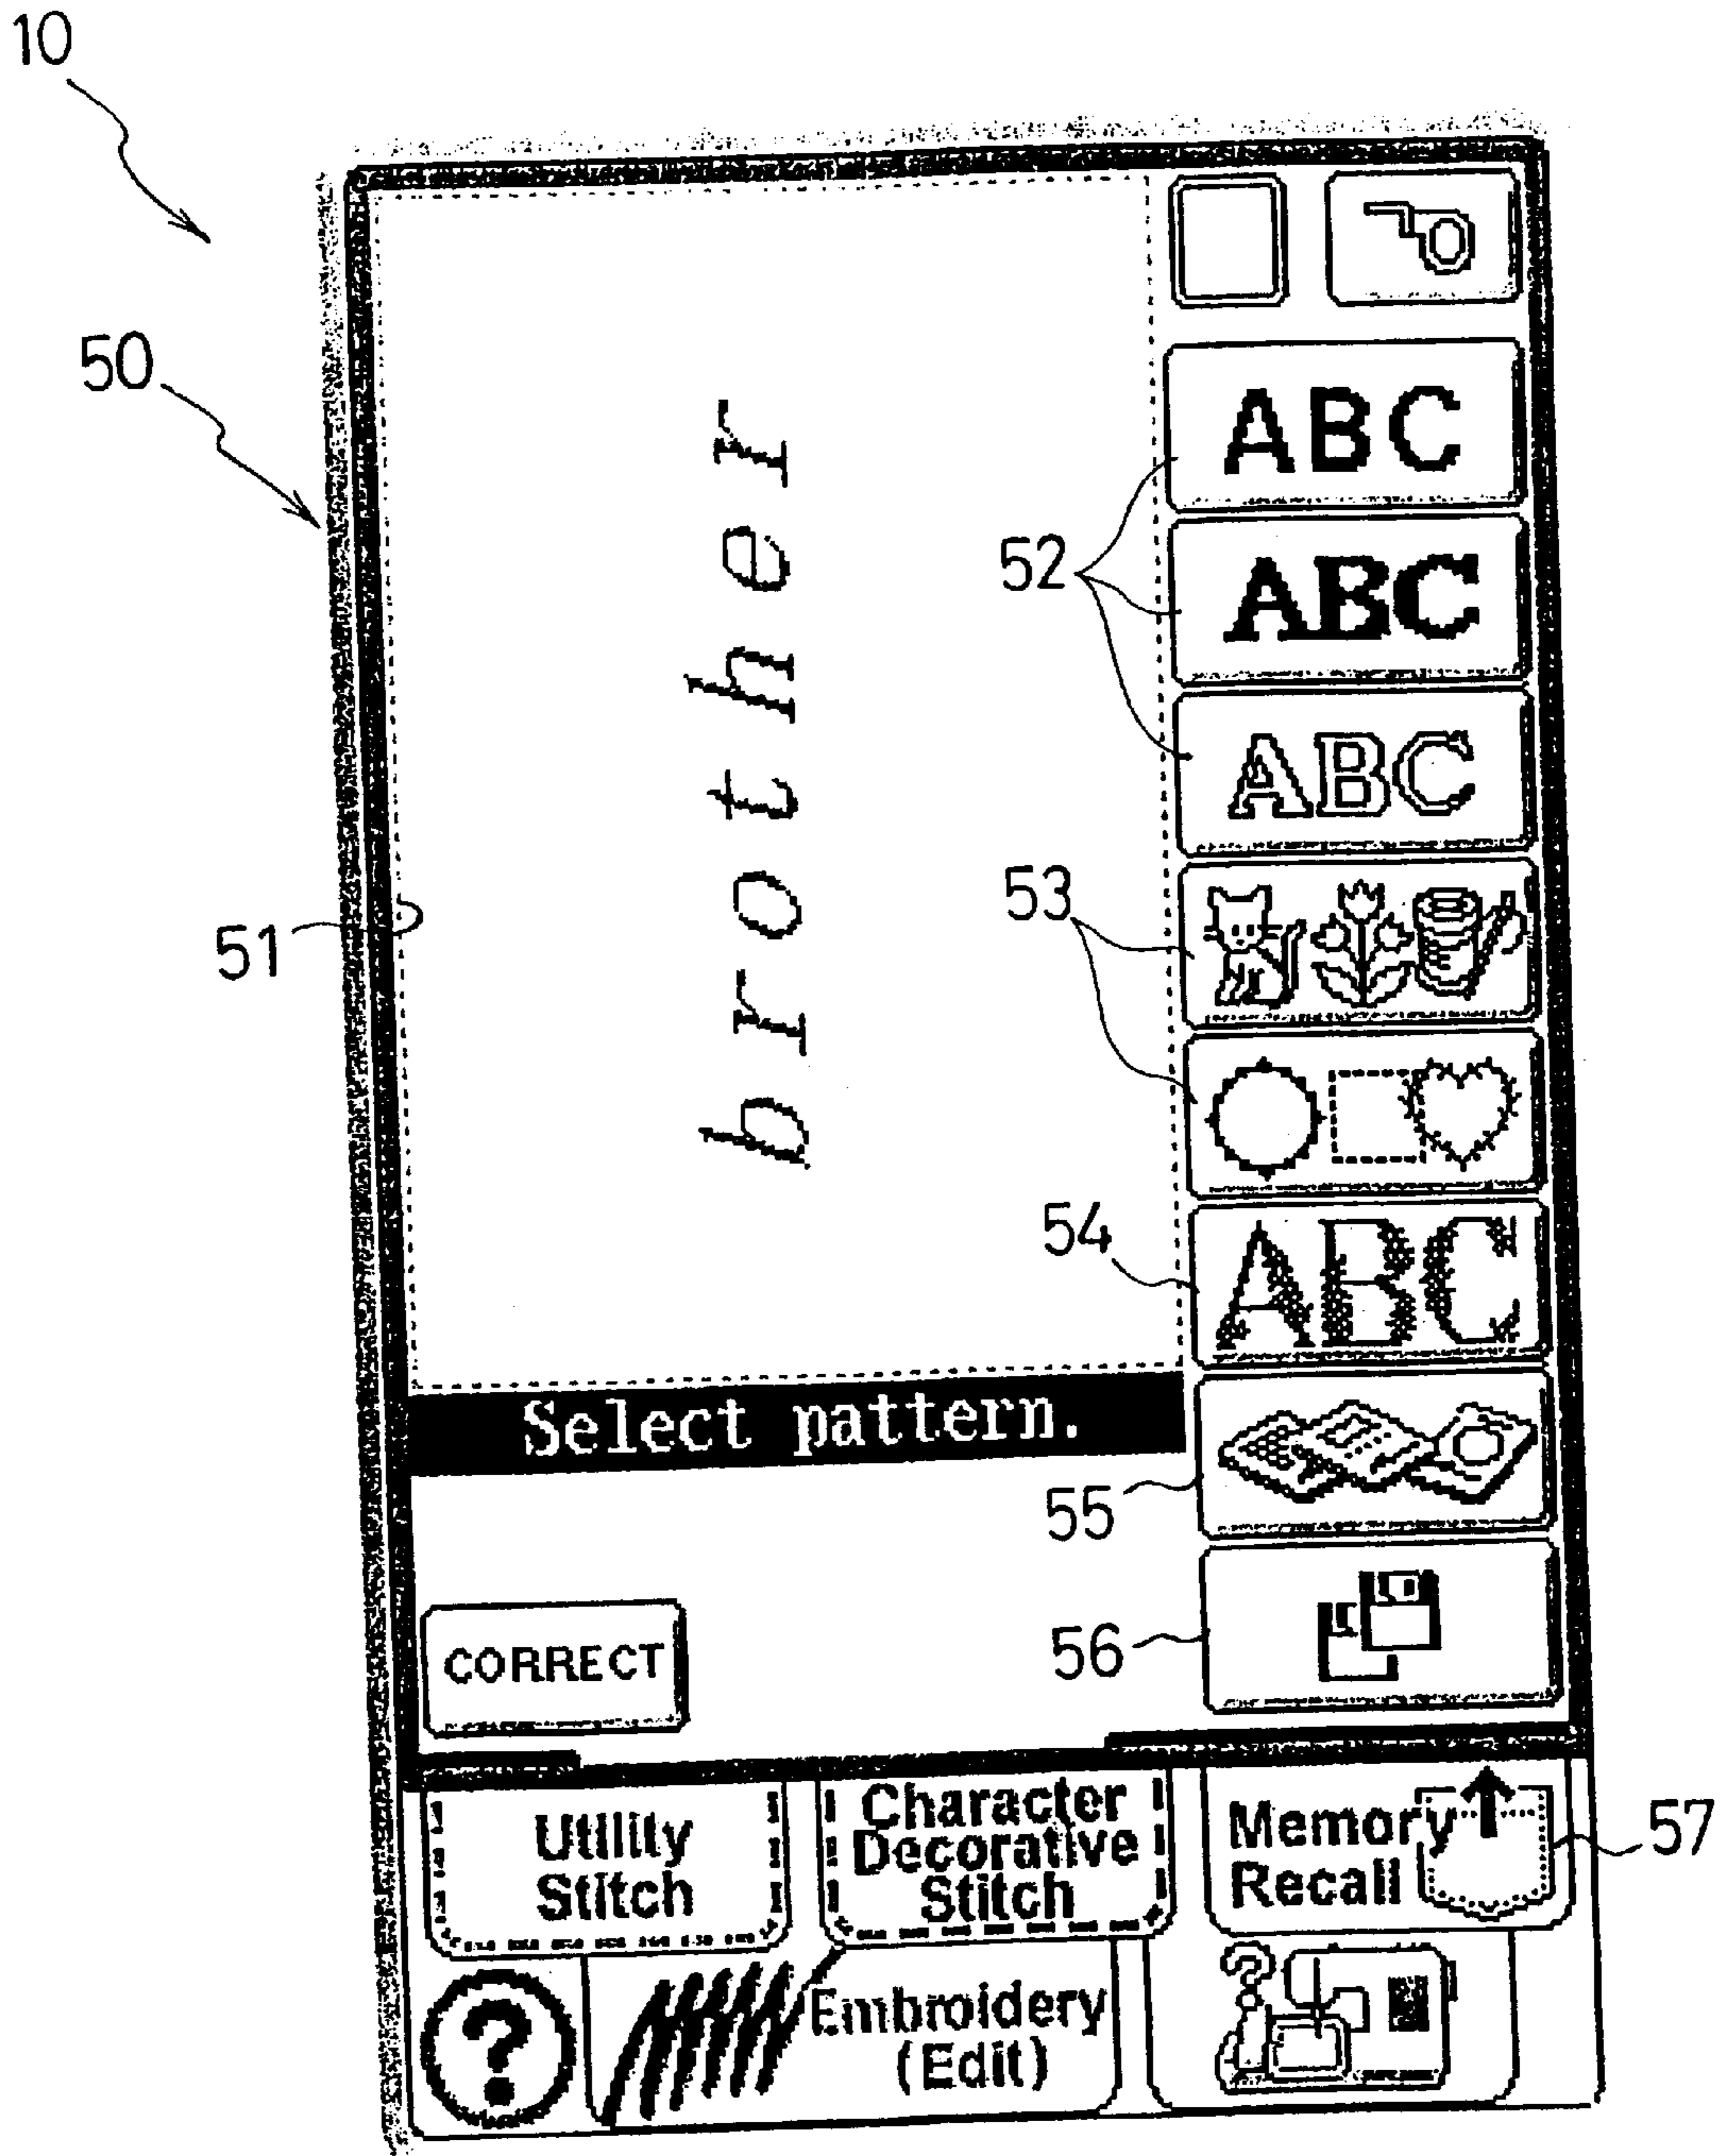 10
50
brother
51
ABC
52
ABC
ABC
53
54
ABC
Select pattern.
55
CORRECT
56
Utility
Stitch
Character
Decorative
Stitch
Memory
Recall
57
?
Embroidery
(Edit)
?